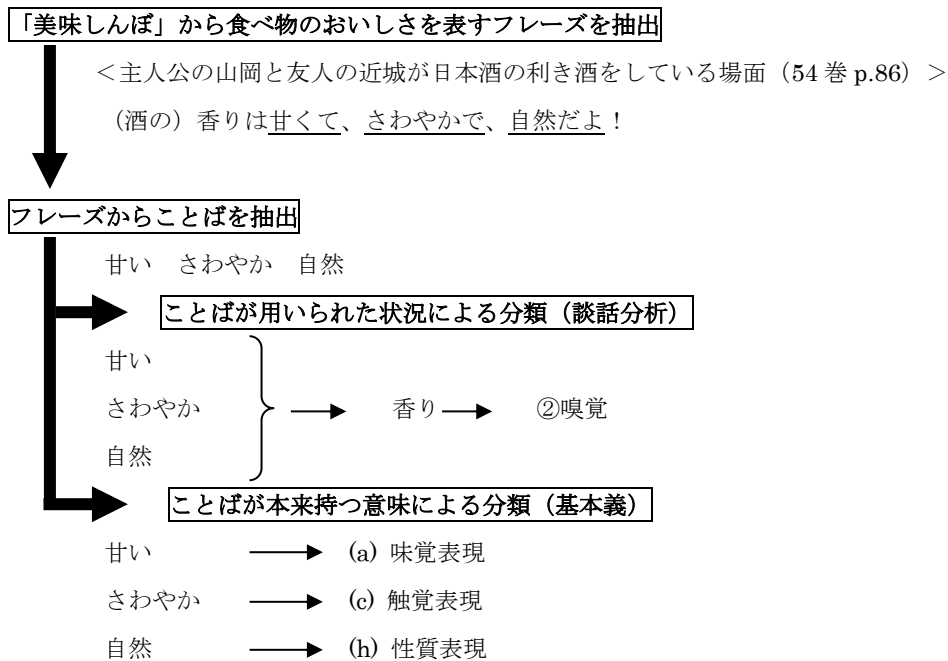 「美味しんぼ」から食べ物のおいしさを表すフレーズを抽出
＜主人公の山岡と友人の近城が日本酒の利き酒をしている場面（54 巻 p.86）＞
（酒の）香りは甘くて、さわやかで、自然だよ！
フレーズからことばを抽出
甘い　さわやか　自然
ことばが用いられた状況による分類（談話分析）
甘い
さわやか　香り　②嗅覚
自然
ことばが本来持つ意味による分類（基本義）
甘い　(a) 味覚表現
さわやか　(c) 触覚表現
自然　(h) 性質表現